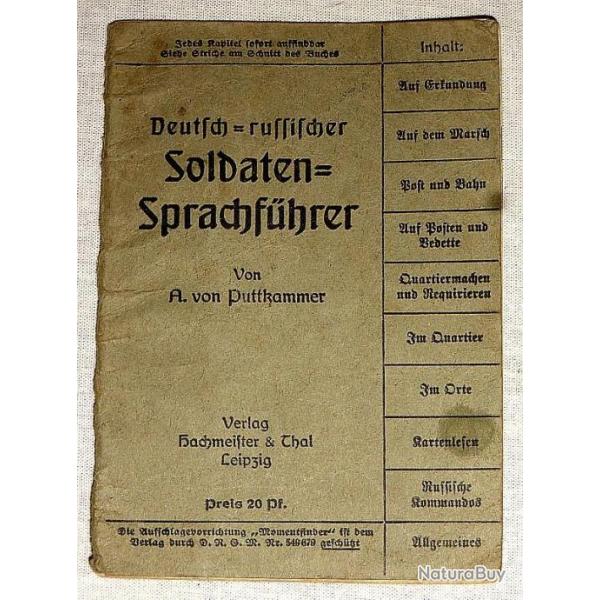 Jedes Kapitel sofort auffindbar
Siehe Striche am Schnitt des Buches
Deutsch=russischer
Soldaten=
Sprachführer
Von
A. von Puttkammer
Verlag
Hachmeister & Thal
Leipzig
Preis 20 Pf.
Die Aufschlagevorrichtung „Momentfinder" ist dem
Verlag durch D. R. G. M. Nr. 549679 geschützt
Inhalt:
Auf Erkundung
Auf dem Marsch
Post und Bahn
Auf Posten und
Vedette
Quartiermachen
und Requirieren
Im Quartier
Im Orte
Kartenlesen
Russische
Kommandos
Allgemeines
NaturaBuy